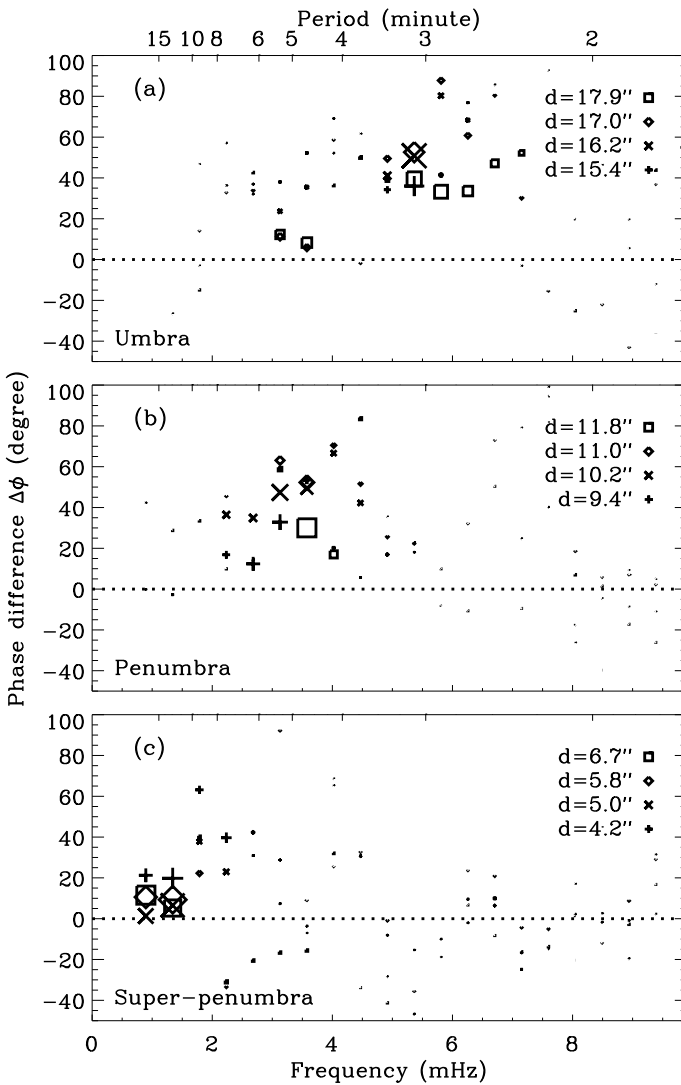 Period (minute)
15 10 8 6 5 4 3 2
(a)
100
80
60
40
20
0
−20
−40
d=17.9"
d=17.0"
d=16.2"
d=15.4"
Umbra
Phase difference Δϕ (degree)
(b)
100
80
60
40
20
0
−20
−40
d=11.8"
d=11.0"
d=10.2"
d=9.4"
Penumbra
(c)
100
80
60
40
20
0
−20
−40
d=6.7"
d=5.8"
d=5.0"
d=4.2"
Super−penumbra
0 2 4 6 8
Frequency (mHz)